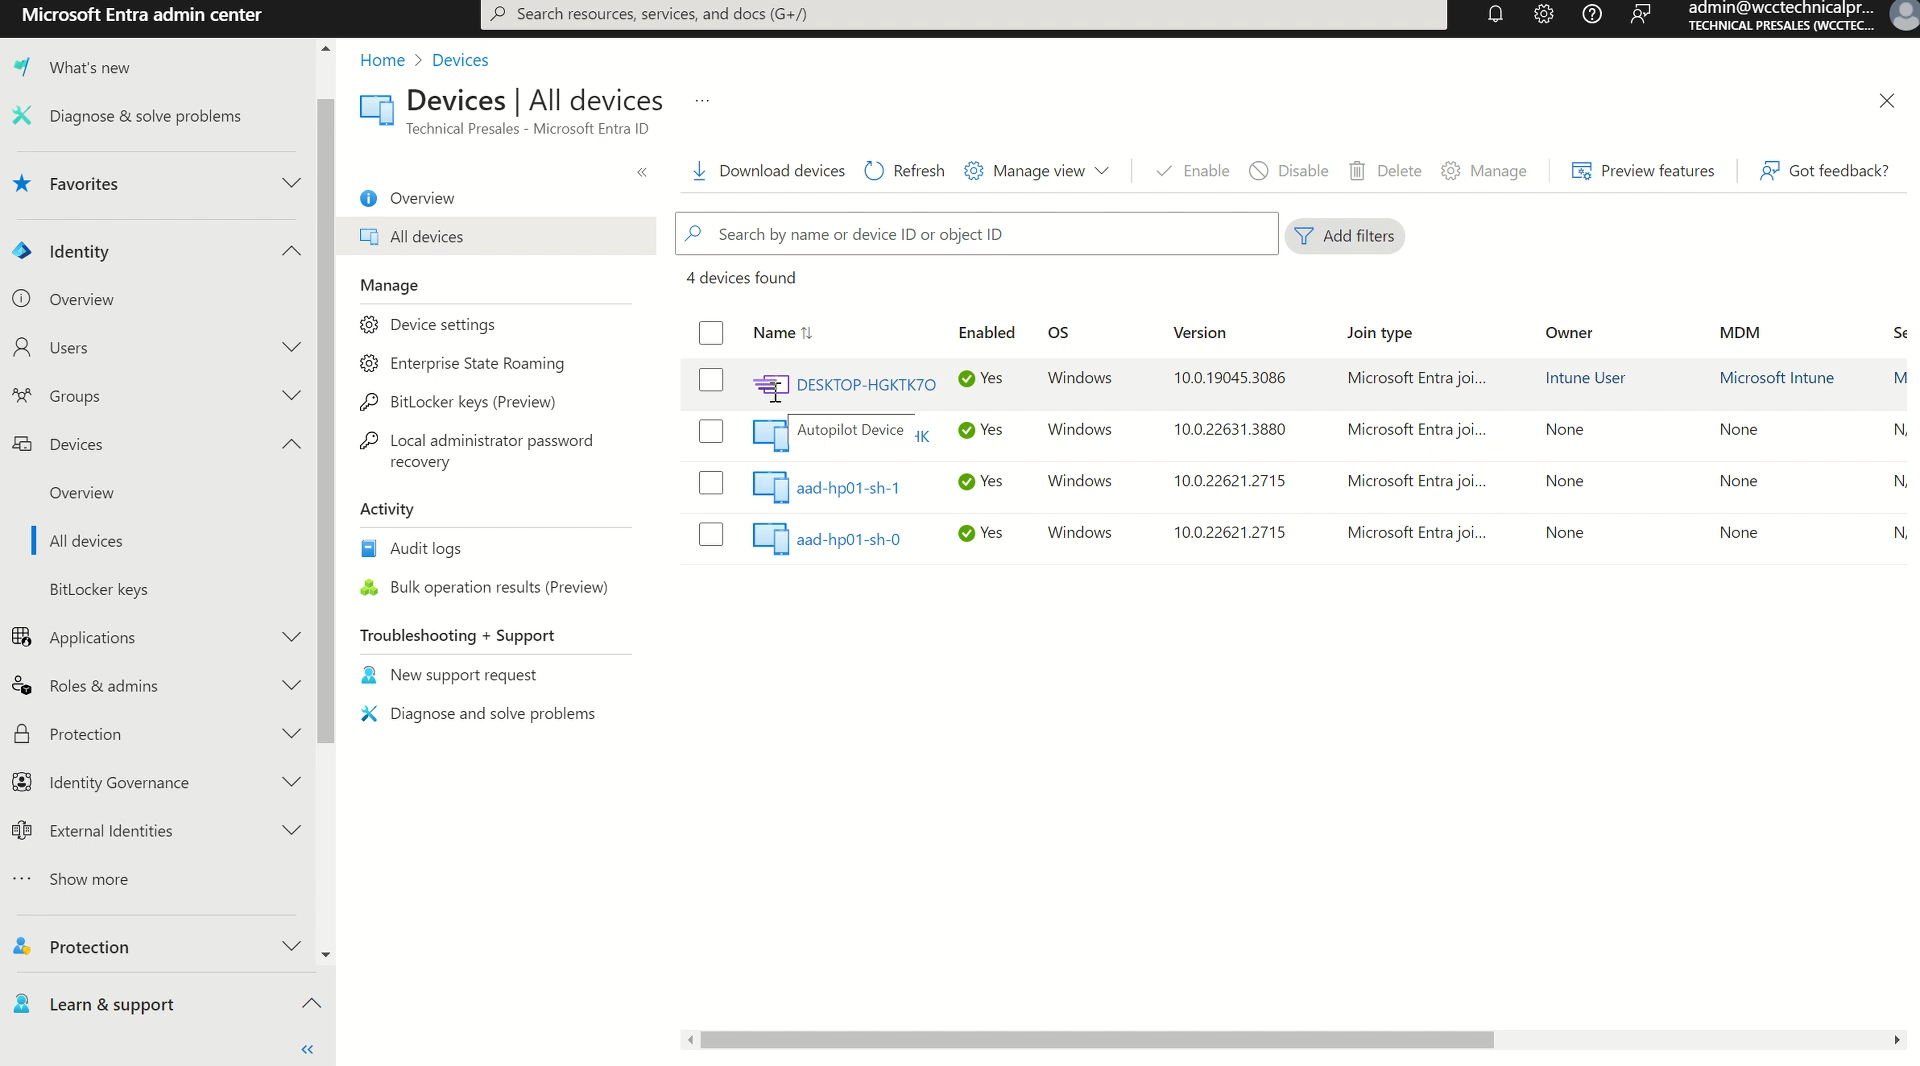 Microsoft Entra admin center
Search resources, services, and docs (G+/)
admin@wcctechnicalpr...
TECHNICAL PRESALES (WCCTEC...
What's new
Diagnose & solve problems
Favorites
Identity
Overview
Users
Groups
Devices
Overview
All devices
BitLocker keys
Applications
Roles & admins
Protection
Identity Governance
External Identities
Show more
Protection
Learn & support
Home > Devices
Devices | All devices
Technical Presales - Microsoft Entra ID
Overview
All devices
Manage
Device settings
Enterprise State Roaming
BitLocker keys (Preview)
Local administrator password
recovery
Activity
Audit logs
Bulk operation results (Preview)
Troubleshooting + Support
New support request
Diagnose and solve problems
Download devices Refresh Manage view Enable Disable Delete Manage Preview features Got feedback?
Search by name or device ID or object ID
Add filters
4 devices found
Name Enabled OS Version Join type Owner MDM Se
DESKTOP-HGKTK7O Yes Windows 10.0.19045.3086 Microsoft Entra joi... Intune User Microsoft Intune M
Autopilot Device HK Yes Windows 10.0.22631.3880 Microsoft Entra joi... None None N/
aad-hp01-sh-1 Yes Windows 10.0.22621.2715 Microsoft Entra joi... None None N/
aad-hp01-sh-0 Yes Windows 10.0.22621.2715 Microsoft Entra joi... None None N/